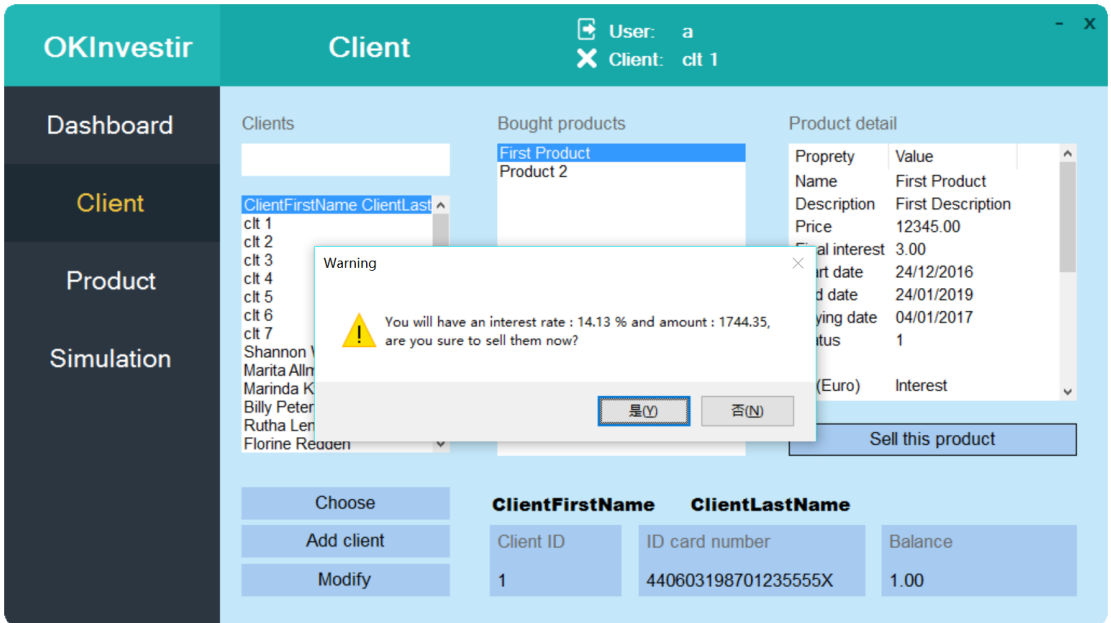 OKInvestir
Client
User: a
Client: clt 1
- X
Dashboard
Client
Product
Simulation
Clients
ClientFirstName ClientLast
clt 1
clt 2
clt 3
clt 4
clt 5
clt 6
clt 7
Shannon
Marita
Marinda
Billy
Rutha
Florine Redden
Choose
Add client
Modify
Bought products
First Product
Product 2
Product detail
Proprety Value
Name First Product
Description First Description
Price 12345.00
interest 3.00
date 24/12/2016
date 24/01/2019
date 04/01/2017
1
(Euro) Interest
Sell this product
Warning
You will have an interest rate : 14.13 % and amount : 1744.35,
are you sure to sell them now?
是(Y)
否(N)
ClientFirstName ClientLastName
Client ID
1
ID card number
440603198701235555X
Balance
1.00